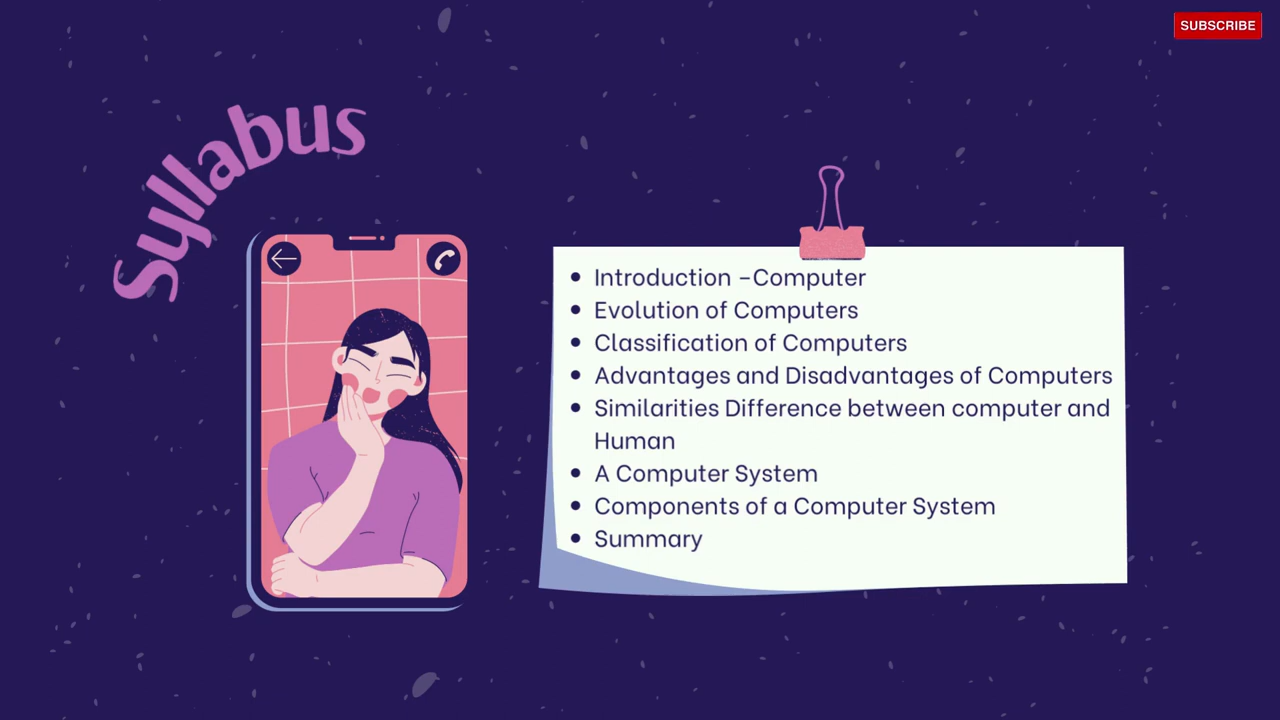 SUBSCRIBE
Syllabus
• Introduction –Computer
• Evolution of Computers
• Classification of Computers
• Advantages and Disadvantages of Computers
• Similarities Difference between computer and
Human
• A Computer System
• Components of a Computer System
• Summary